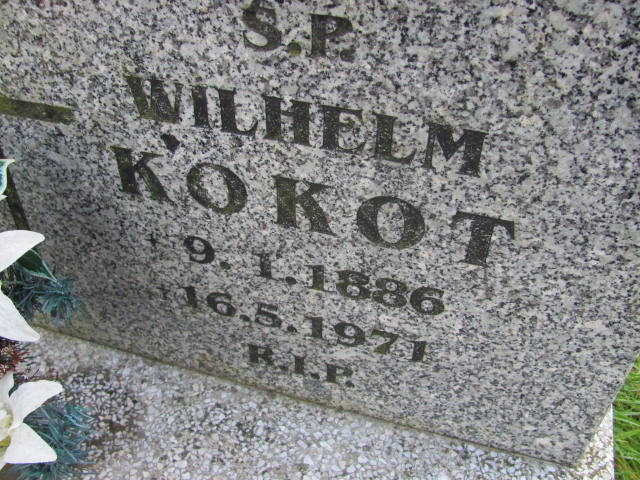 Ś.P.
WILHELM
KOKOT
* 9.1.1886
† 16.5.1971
R.I.P.